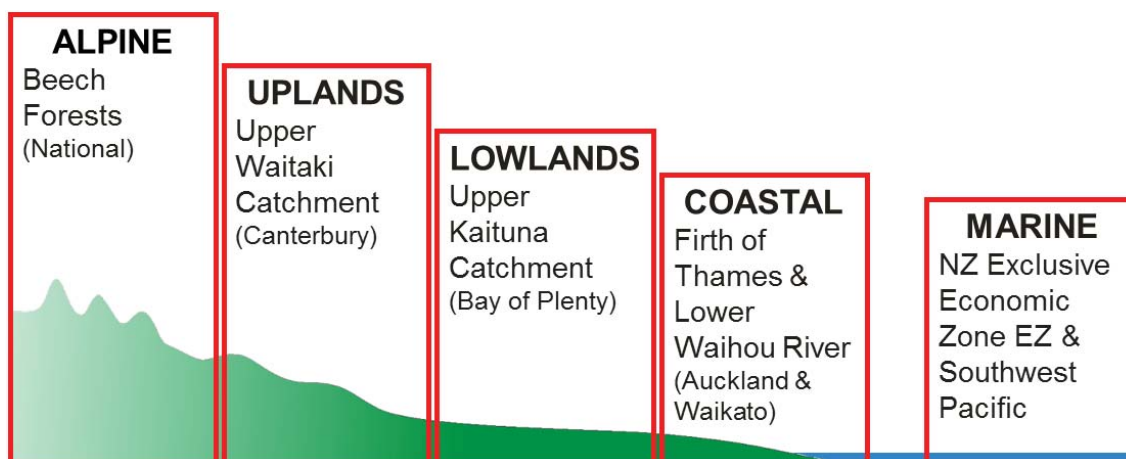 ALPINE
Beech
Forests
(National)
UPLANDS
Upper
Waitaki
Catchment
(Canterbury)
LOWLANDS
Upper
Kaituna
Catchment
(Bay of Plenty)
COASTAL
Firth of
Thames &
Lower
Waihou River
(Auckland &
Waikato)
MARINE
NZ Exclusive
Economic
Zone EZ &
Southwest
Pacific